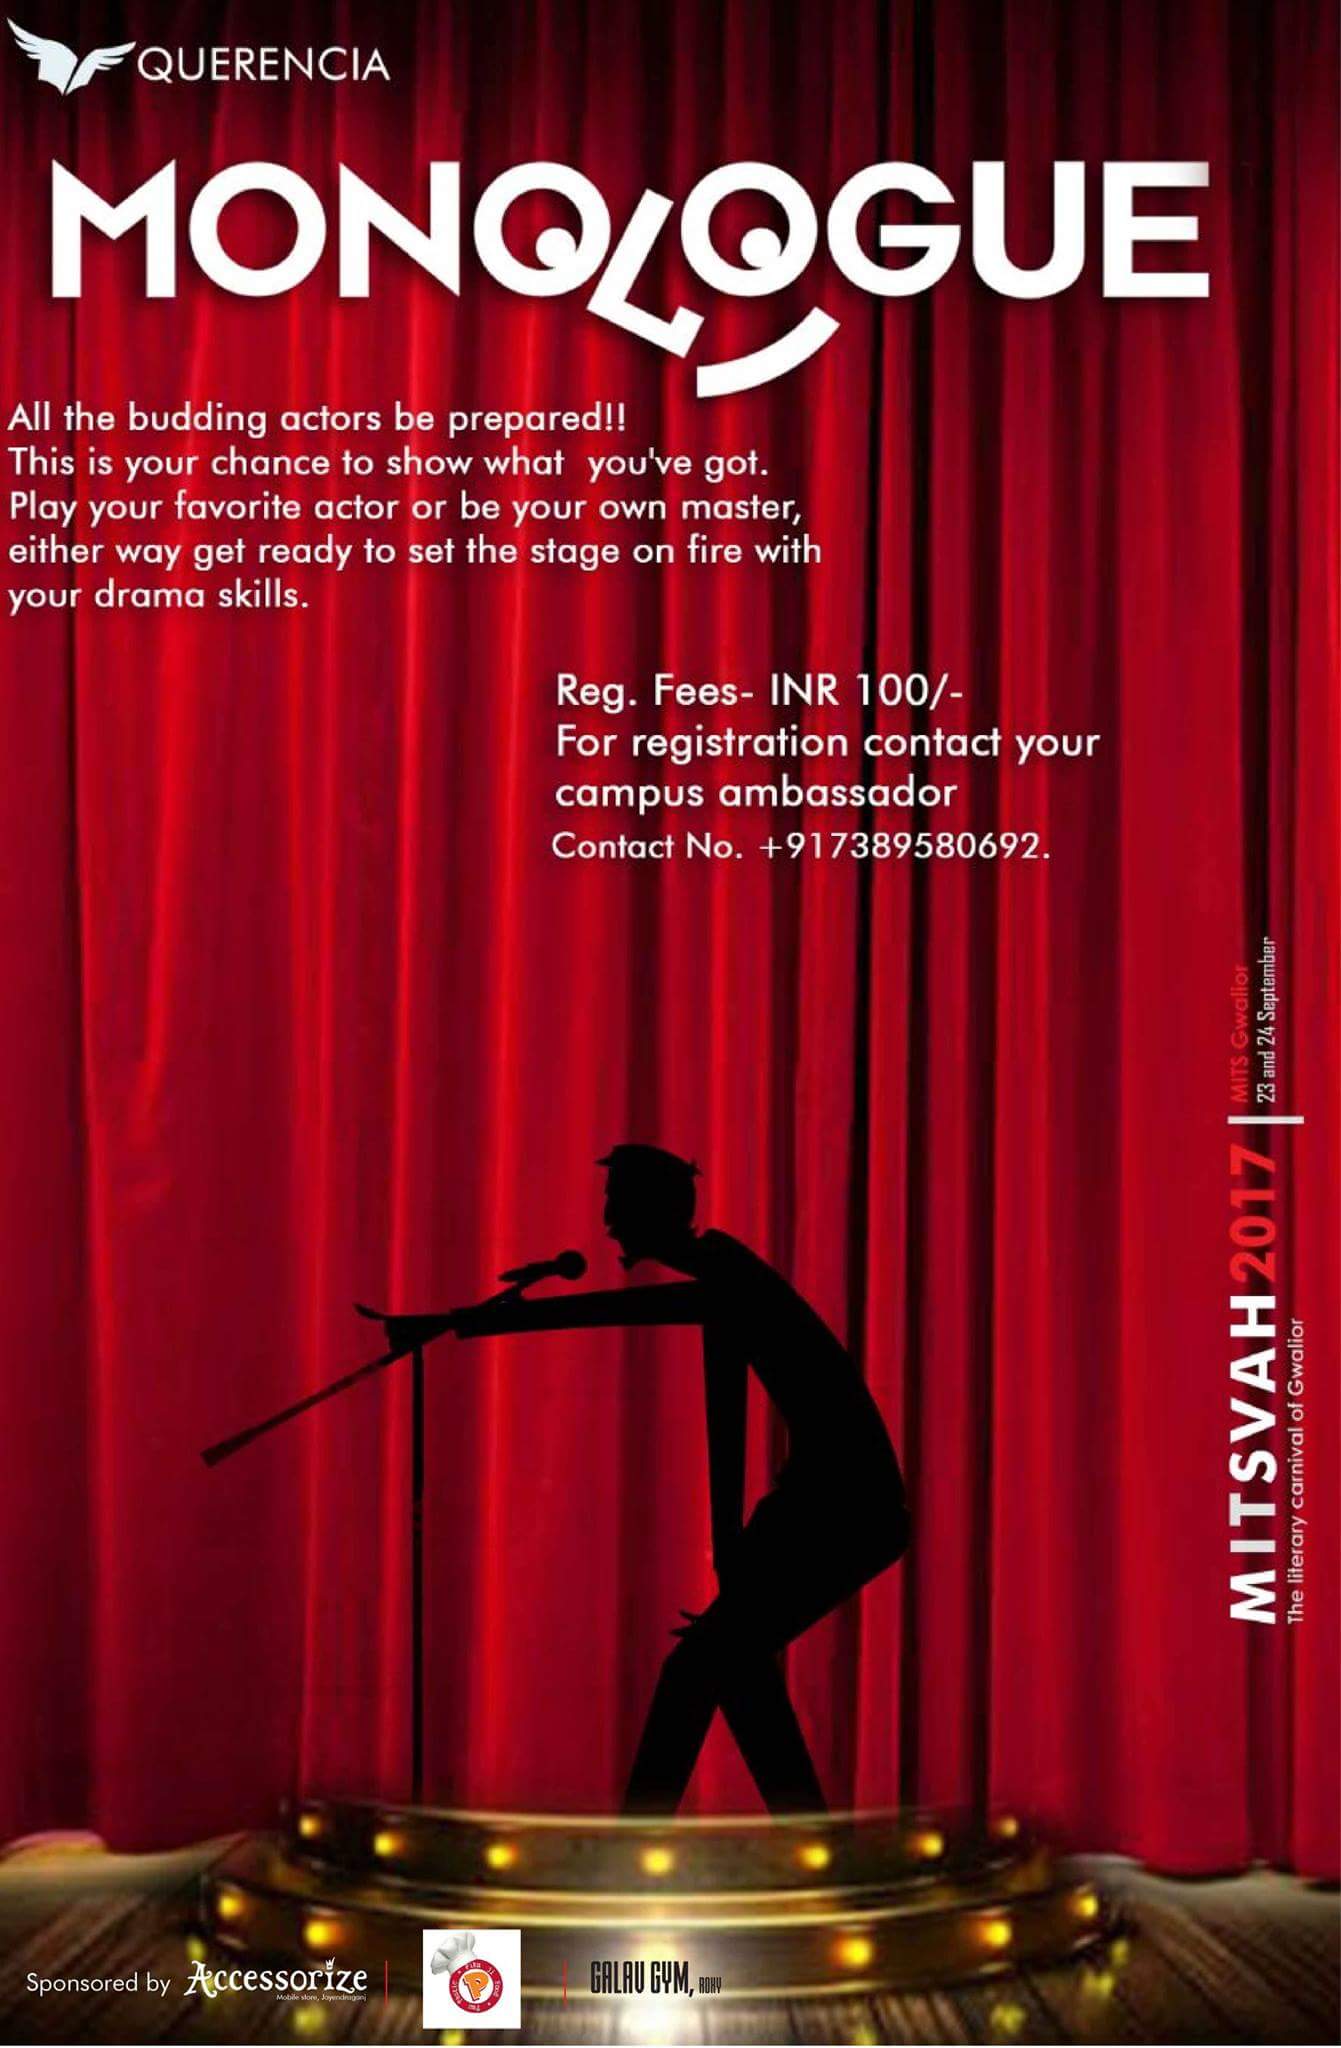 QUERENCIA
MONOLOGUE
All the budding actors be prepared!!
This is your chance to show what you've got.
Play your favorite actor or be your own master,
either way get ready to set the stage on fire with
your drama skills.
Reg. Fees- INR 100/-
For registration contact your
campus ambassador
Contact No. +917389580692.
MITSVAH2017
The literary carnival of Gwalior
MITS Gwalior
23 and 24 September
Sponsored by
Accessorize
Mobile store, Jayendraganj
P
GALAV GYM, ROXY